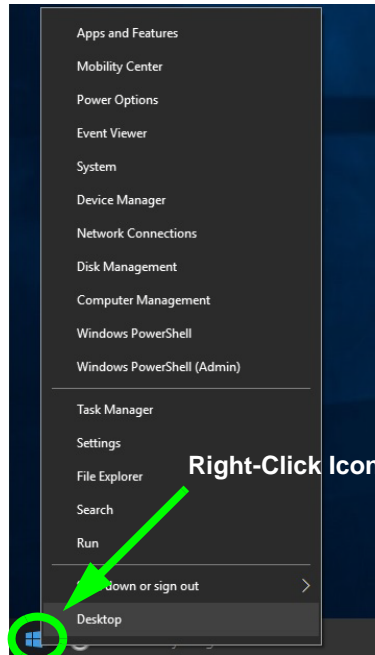 Apps and Features
Mobility Center
Power Options
Event Viewer
System
Device Manager
Network Connections
Disk Management
Computer Management
Windows PowerShell
Windows PowerShell (Admin)
Task Manager
Settings
Right-Click Icon
File Explorer
Search
Run
down or sign out
Desktop